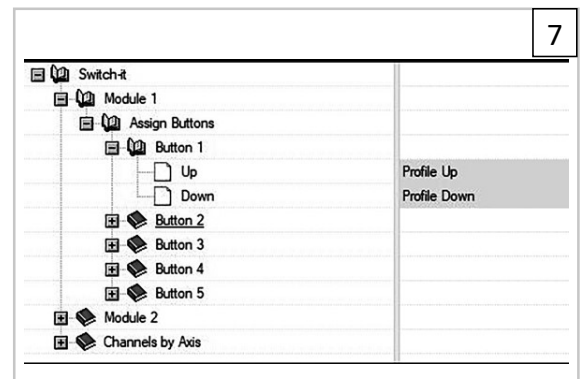 7
Switch-it
Module 1
Assign Buttons
Button 1
Up Profile Up
Down Profile Down
Button 2
Button 3
Button 4
Button 5
Module 2
Channels by Axis